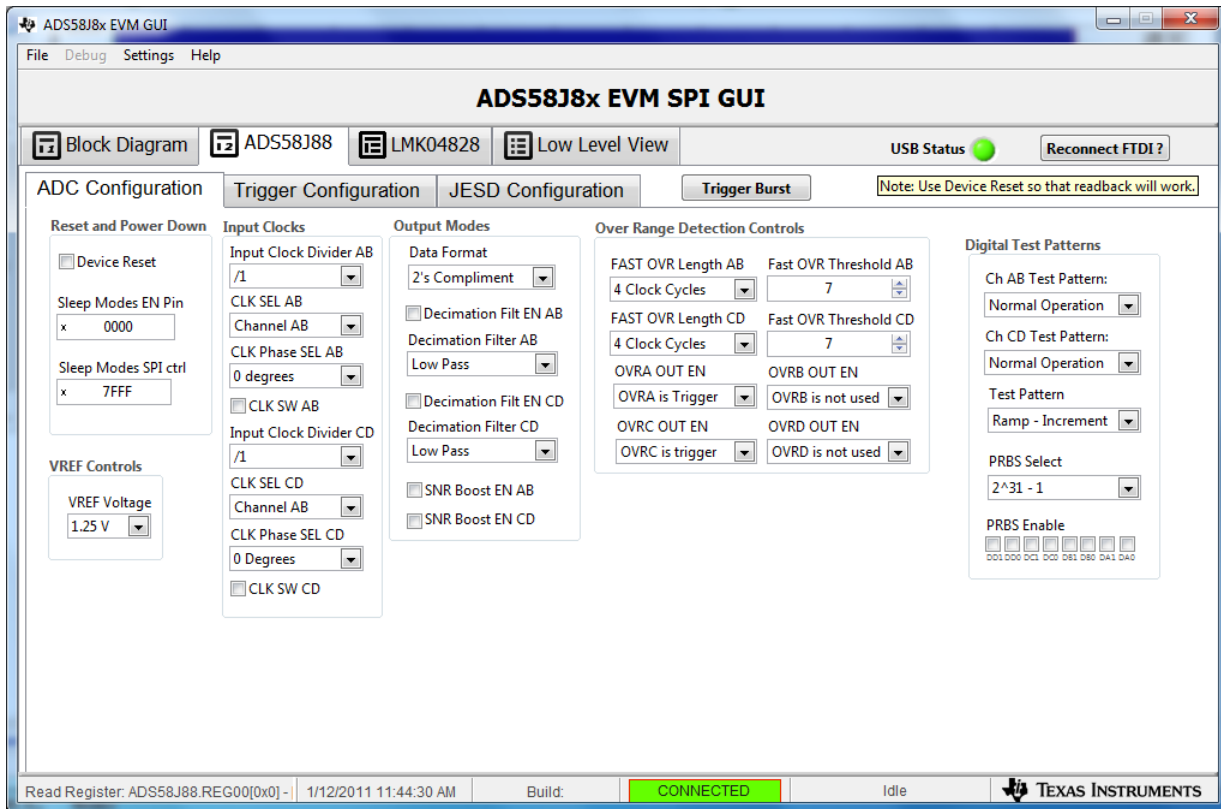 ADS58J8x EVM GUI
File Debug Settings Help
ADS58J8x EVM SPI GUI
Block Diagram ADS58J88 LMK04828 Low Level View USB Status Reconnect FTDI ?
ADC Configuration Trigger Configuration JESD Configuration Trigger Burst Note: Use Device Reset so that readback will work.
Reset and Power Down
Device Reset
Sleep Modes EN Pin
x 0000
Sleep Modes SPI ctrl
x 7FFF
VREF Controls
VREF Voltage
1.25 V
Input Clocks
Input Clock Divider AB
/1
CLK SEL AB
Channel AB
CLK Phase SEL AB
0 degrees
CLK SW AB
Input Clock Divider CD
/1
CLK SEL CD
Channel AB
CLK Phase SEL CD
0 Degrees
CLK SW CD
Output Modes
Data Format
2's Compliment
Decimation Filt EN AB
Decimation Filter AB
Low Pass
Decimation Filt EN CD
Decimation Filter CD
Low Pass
SNR Boost EN AB
SNR Boost EN CD
Over Range Detection Controls
FAST OVR Length AB Fast OVR Threshold AB
4 Clock Cycles 7
FAST OVR Length CD Fast OVR Threshold CD
4 Clock Cycles 7
OVRA OUT EN OVRB OUT EN
OVRA is Trigger OVRB is not used
OVRC OUT EN OVRD OUT EN
OVRC is trigger OVRD is not used
Digital Test Patterns
Ch AB Test Pattern:
Normal Operation
Ch CD Test Pattern:
Normal Operation
Test Pattern
Ramp - Increment
PRBS Select
2^31 - 1
PRBS Enable
DD1 DD0 DC1 DC0 DB1 DB0 DA1 DA0
Read Register: ADS58J88.REG00[0x0] - 1/12/2011 11:44:30 AM Build: CONNECTED Idle TEXAS INSTRUMENTS